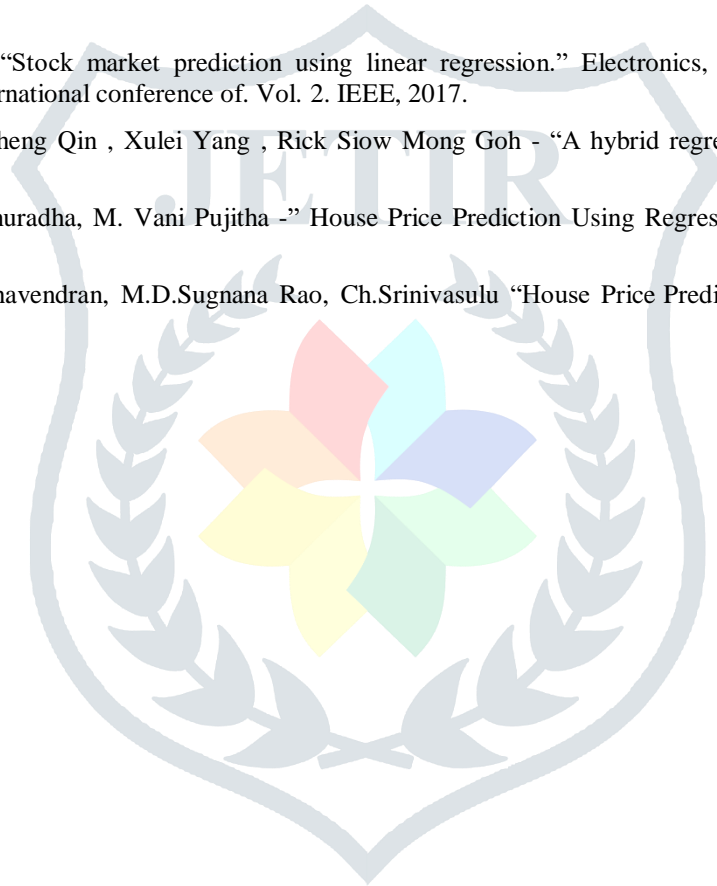 “Stock market prediction using linear regression.” Electronics,
rnational conference of. Vol. 2. IEEE, 2017.
heng Qin , Xulei Yang , Rick Siow Mong Goh - “A hybrid regre
JETIR
nuradha, M. Vani Pujitha -” House Price Prediction Using Regres
havendran, M.D.Sugnana Rao, Ch.Srinivasulu “House Price Predi